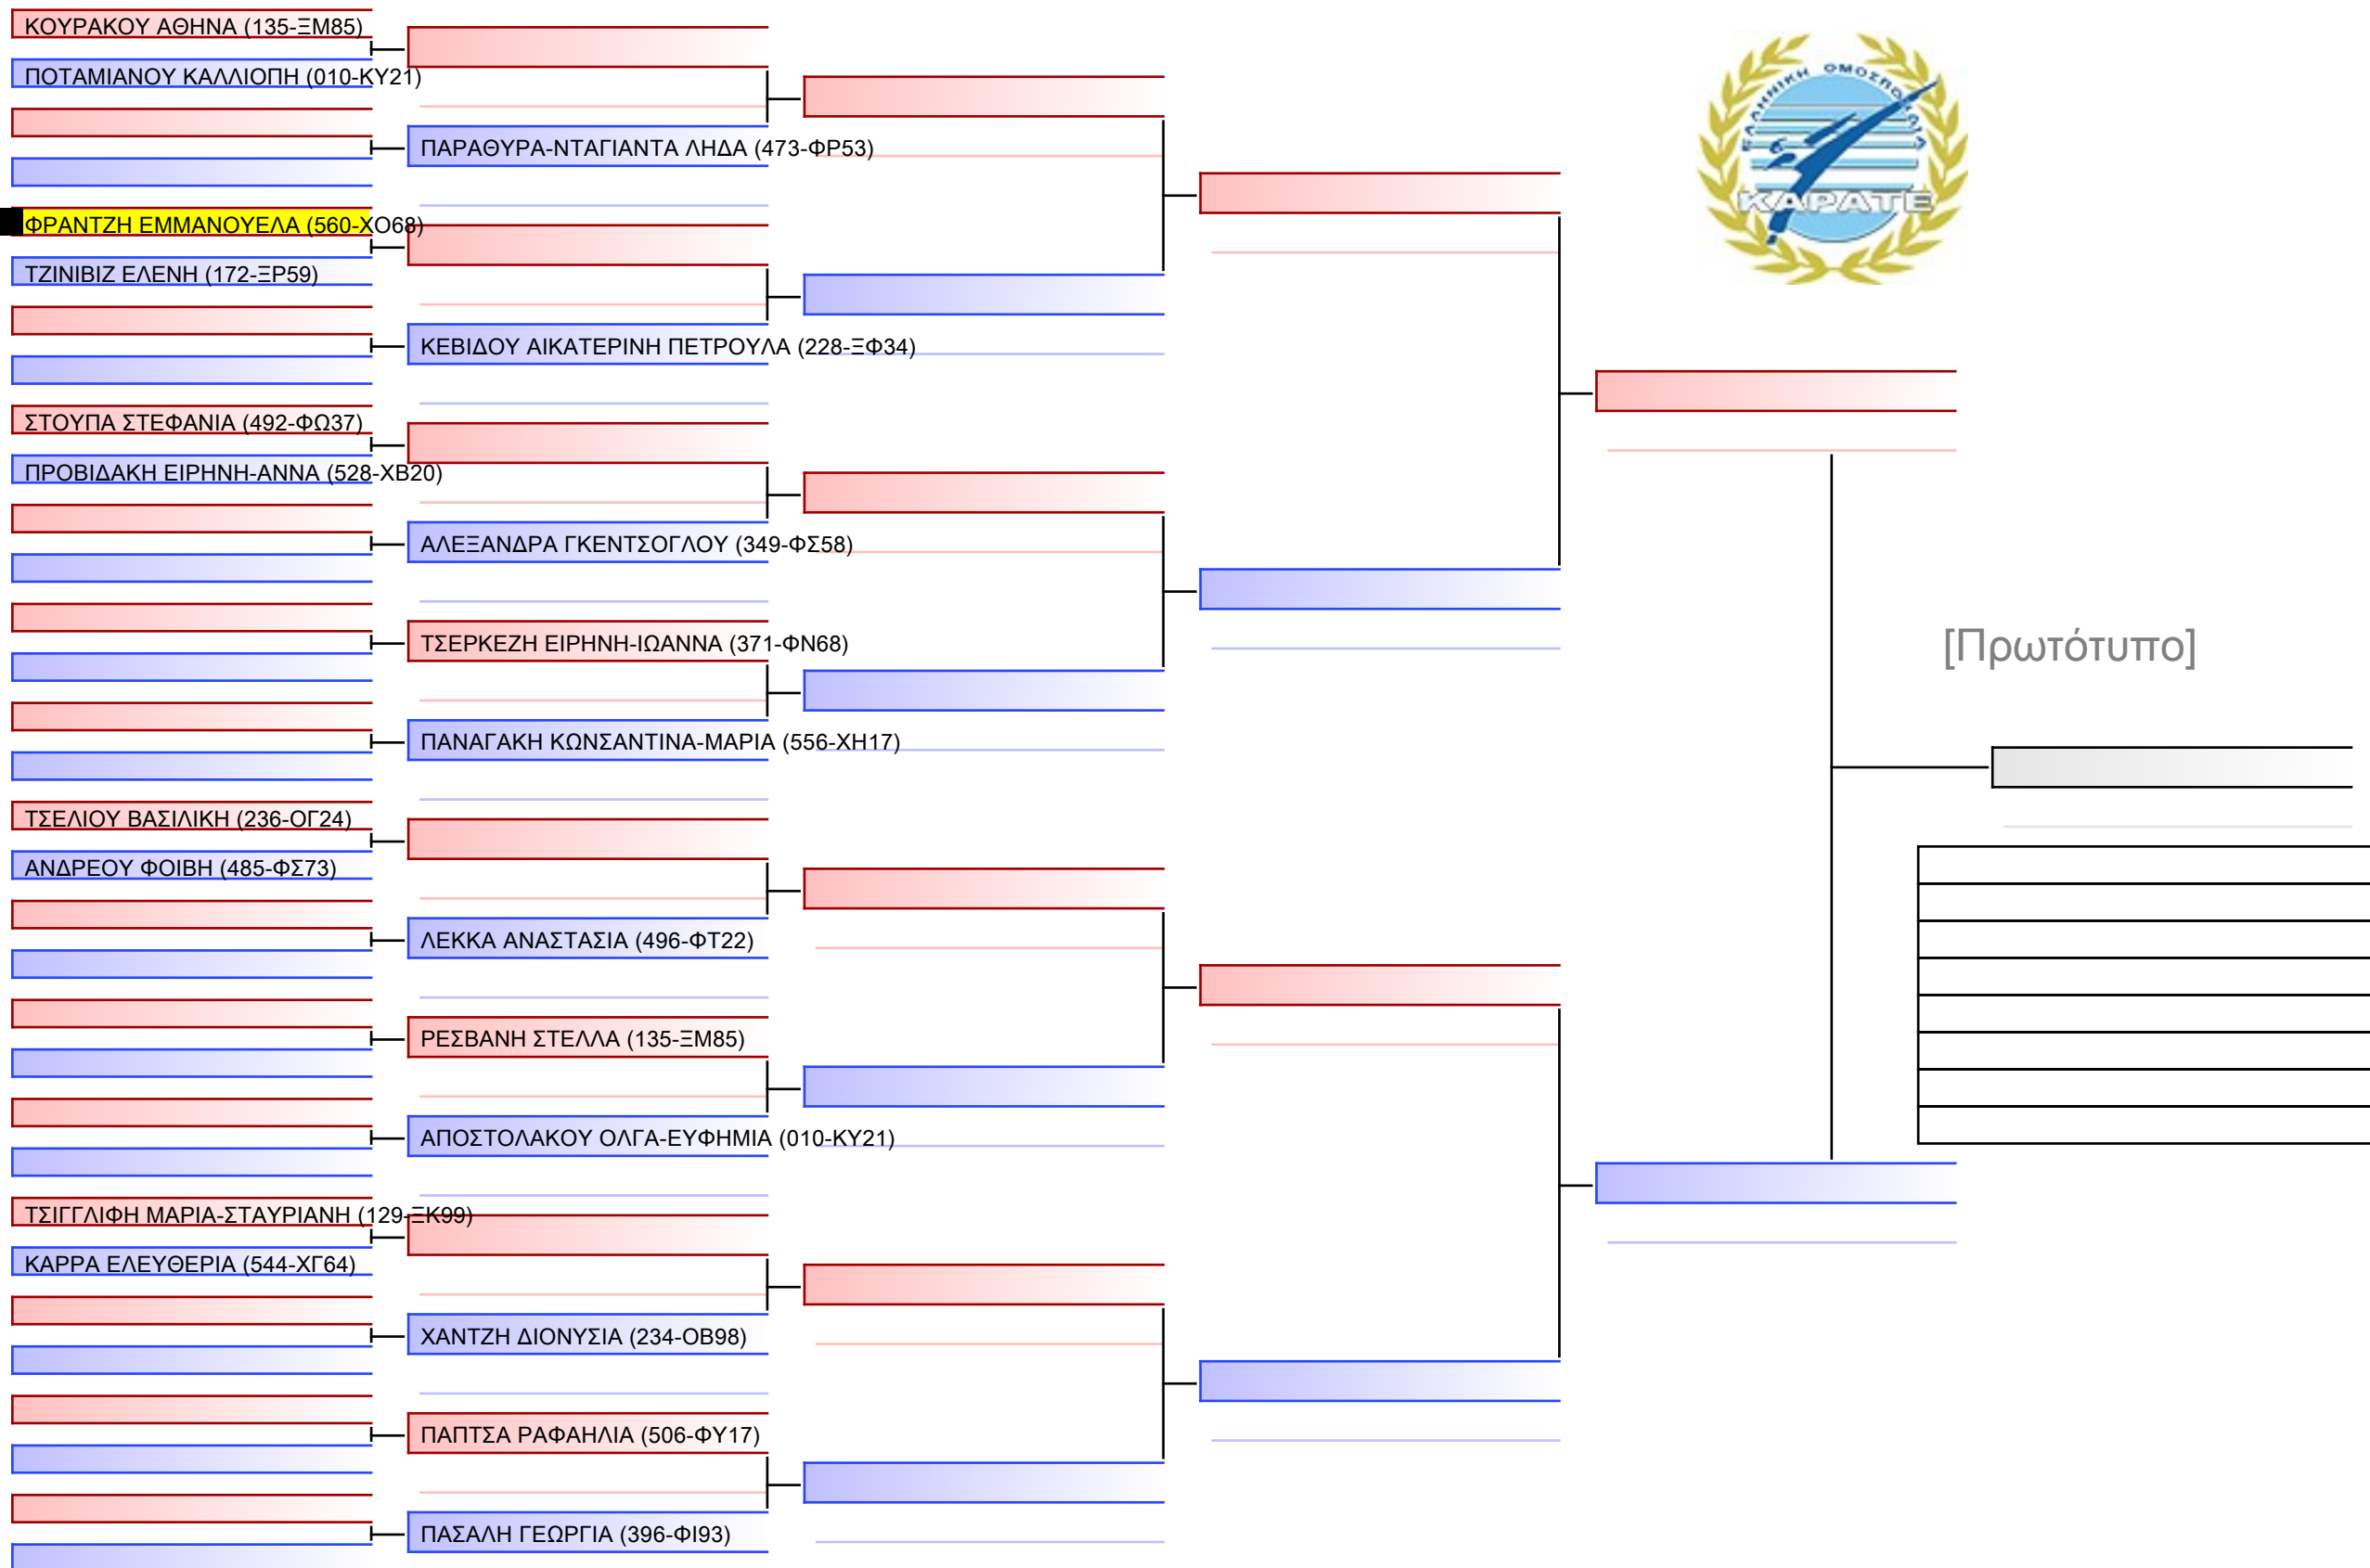 ΚΟΥΡΑΚΟΥ ΑΘΗΝΑ (135-ΞΜ85)
ΠΟΤΑΜΙΑΝΟΥ ΚΑΛΛΙΟΠΗ (010-ΚΥ21)
ΠΑΡΑΘΥΡΑ-ΝΤΑΓΙΑΝΤΑ ΛΗΔΑ (473-ΦΡ53)
ΦΡΑΝΤΖΗ ΕΜΜΑΝΟΥΕΛΑ (560-ΧΟ68)
ΤΖΙΝΙΒΙΖ ΕΛΕΝΗ (172-ΞΡ59)
ΚΕΒΙΔΟΥ ΑΙΚΑΤΕΡΙΝΗ ΠΕΤΡΟΥΛΑ (228-ΞΦ34)
ΣΤΟΥΠΑ ΣΤΕΦΑΝΙΑ (492-ΦΩ37)
ΠΡΟΒΙΔΑΚΗ ΕΙΡΗΝΗ-ΑΝΝΑ (528-ΧΒ20)
ΑΛΕΞΑΝΔΡΑ ΓΚΕΝΤΣΟΓΛΟΥ (349-ΦΣ58)
ΤΣΕΡΚΕΖΗ ΕΙΡΗΝΗ-ΙΩΑΝΝΑ (371-ΦΝ68)
ΠΑΝΑΓΑΚΗ ΚΩΝΣΑΝΤΙΝΑ-ΜΑΡΙΑ (556-ΧΗ17)
ΤΣΕΛΙΟΥ ΒΑΣΙΛΙΚΗ (236-ΟΓ24)
ΑΝΔΡΕΟΥ ΦΟΙΒΗ (485-ΦΣ73)
ΛΕΚΚΑ ΑΝΑΣΤΑΣΙΑ (496-ΦΤ22)
ΡΕΣΒΑΝΗ ΣΤΕΛΛΑ (135-ΞΜ85)
ΑΠΟΣΤΟΛΑΚΟΥ ΟΛΓΑ-ΕΥΦΗΜΙΑ (010-ΚΥ21)
ΤΣΙΓΓΛΙΦΗ ΜΑΡΙΑ-ΣΤΑΥΡΙΑΝΗ (129-ΞΚ99)
ΚΑΡΡΑ ΕΛΕΥΘΕΡΙΑ (544-ΧΓ64)
ΧΑΝΤΖΗ ΔΙΟΝΥΣΙΑ (234-ΟΒ98)
ΠΑΠΤΣΑ ΡΑΦΑΗΛΙΑ (506-ΦΥ17)
ΠΑΣΑΛΗ ΓΕΩΡΓΙΑ (396-ΦΙ93)
ΕΛΛΗΝΙΚΗ ΟΜΟΣΠΟΝΔΙΑ
ΚΑΡΑΤΕ
[Πρωτότυπο]